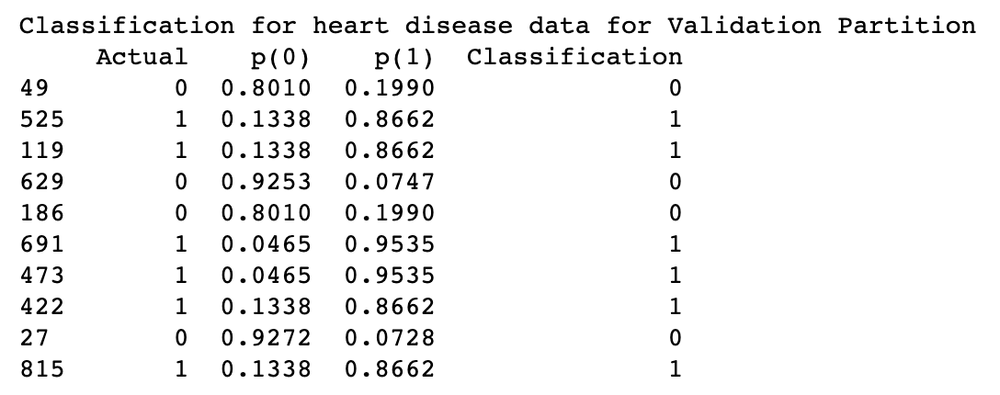 Classification for heart disease data for Validation Partition
Actual p(0) p(1) Classification
49 0 0.8010 0.1990 0
525 1 0.1338 0.8662 1
119 1 0.1338 0.8662 1
629 0 0.9253 0.0747 0
186 0 0.8010 0.1990 0
691 1 0.0465 0.9535 1
473 1 0.0465 0.9535 1
422 1 0.1338 0.8662 1
27 0 0.9272 0.0728 0
815 1 0.1338 0.8662 1